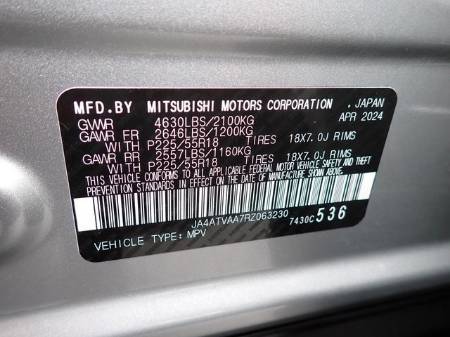 MFD.BY MITSUBISHI MOTORS CORPORATION . JAPAN
GVWR 4630LBS/2100KG APR 2024
GAWR FR 2646LBS/1200KG
WITH P225/55R18 TIRES 18X7.0J RIMS
GAWR RR 2557LBS/1160KG
WITH P225/55R18 TIRES 18X7.0J RIMS
THIS VEHICLE CONFORMS TO ALL APPLICABLE FEDERAL MOTOR VEHICLE SAFETY, BUMPER, AND THEFT
PREVENTION STANDARDS IN EFFECT ON THE DATE OF MANUFACTURE SHOWN ABOVE.
JA4ATVAA7RZ063230 7430C536
VEHICLE TYPE: MPV